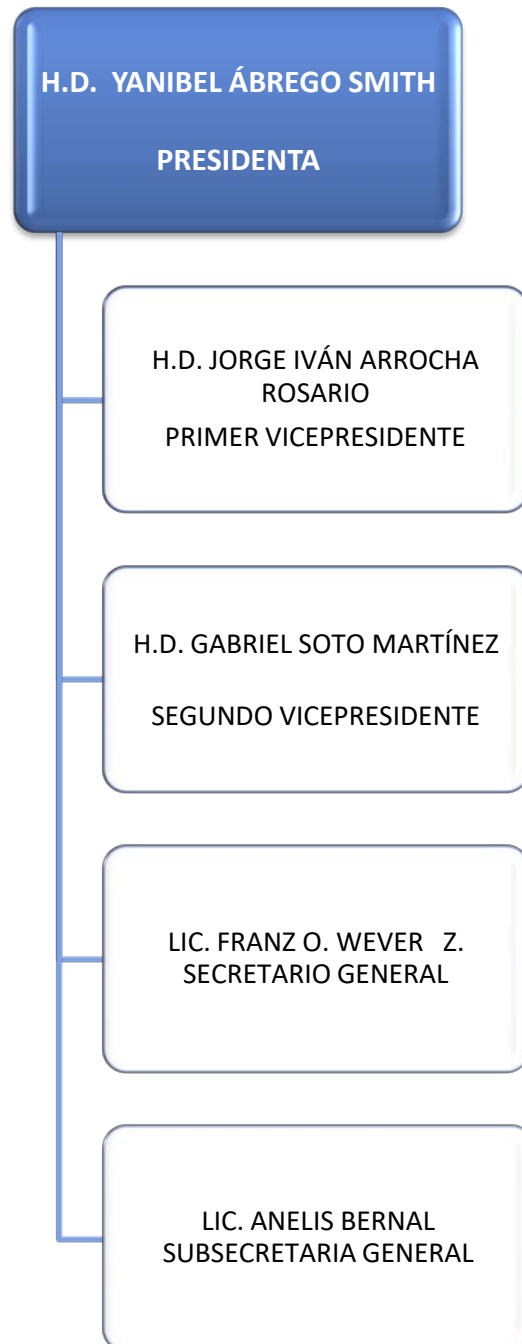 H.D. YANIBEL ÁBREGO SMITH
PRESIDENTA
H.D. JORGE IVÁN ARROCHA
ROSARIO
PRIMER VICEPRESIDENTE
H.D. GABRIEL SOTO MARTÍNEZ
SEGUNDO VICEPRESIDENTE
LIC. FRANZ O. WEVER Z.
SECRETARIO GENERAL
LIC. ANELIS BERNAL
SUBSECRETARIA GENERAL